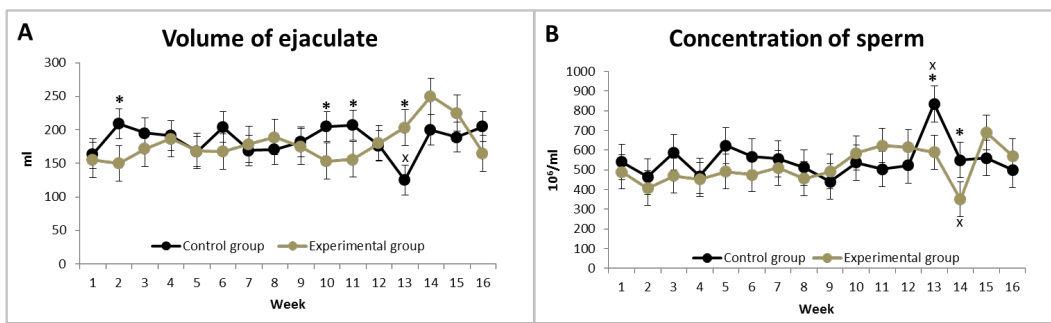 A
Volume of ejaculate
300
250
200
150
100
50
0
ml
* * * *
x
Control group Experimental group
1 2 3 4 5 6 7 8 9 10 11 12 13 14 15 16
Week
B
Concentration of sperm
1000
900
800
700
600
500
400
300
200
100
0
10⁶/ml
x
*
*
x
Control group Experimental group
1 2 3 4 5 6 7 8 9 10 11 12 13 14 15 16
Week